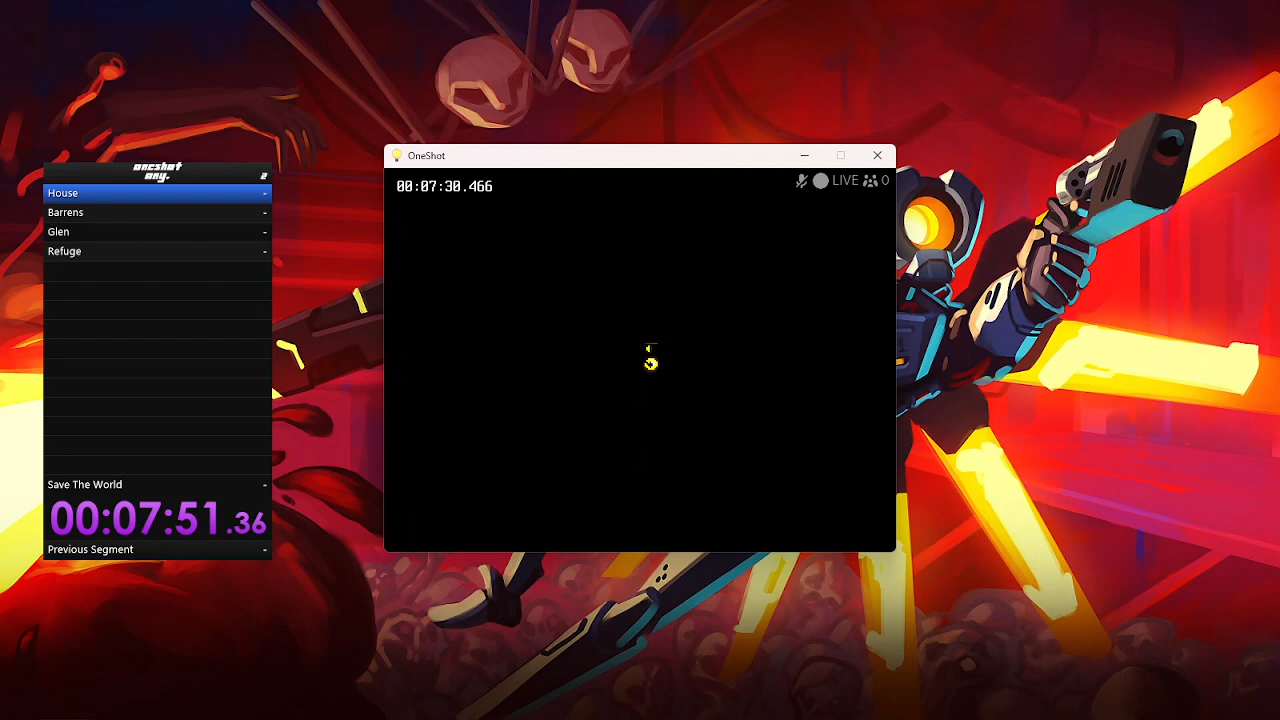 oneshot
any.
2
House -
Barrens -
Glen -
Refuge -
Save The World -
00:07:51.36
Previous Segment -
OneShot
00:07:30.466
LIVE 0